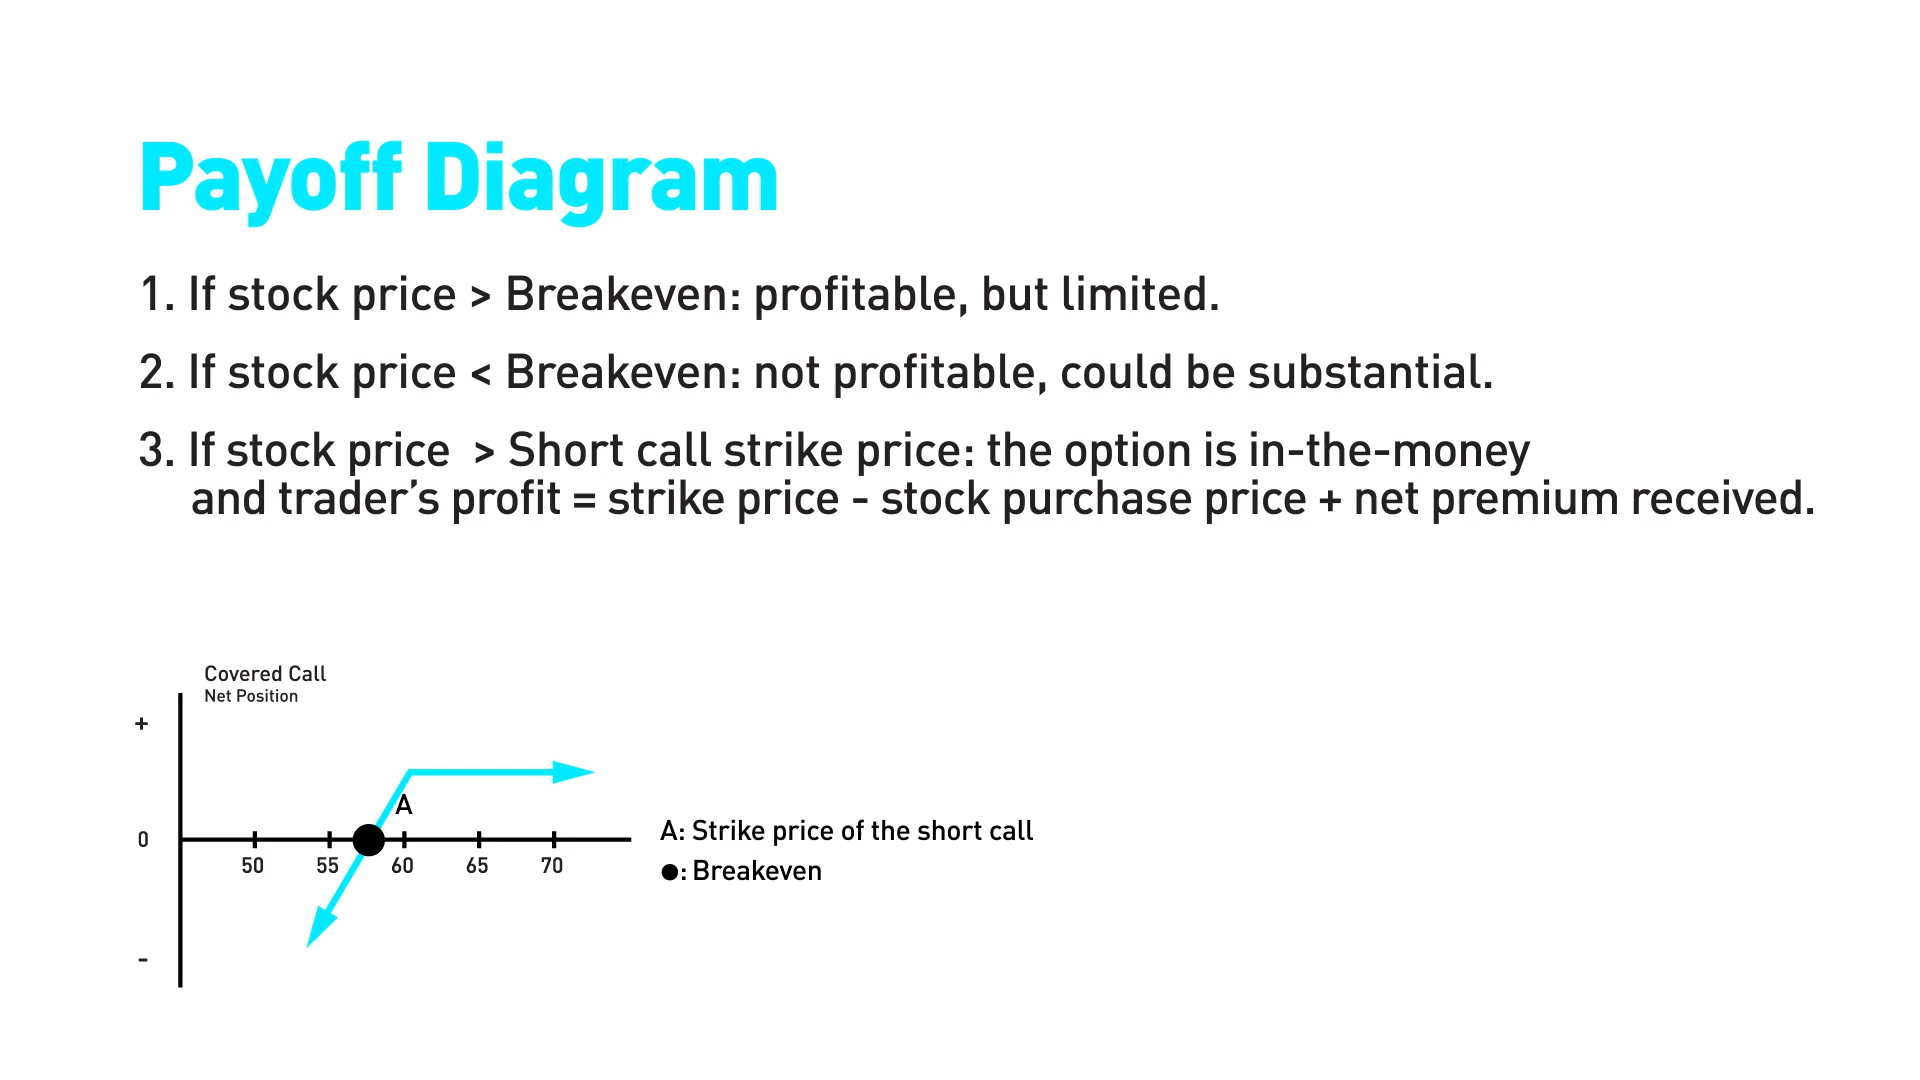 Payoff Diagram
1. If stock price > Breakeven: profitable, but limited.
2. If stock price < Breakeven: not profitable, could be substantial.
3. If stock price  > Short call strike price: the option is in-the-money
and trader’s profit = strike price - stock purchase price + net premium received.
Covered Call
Net Position
+
A
A: Strike price of the short call
0
50 55 60 65 70
●: Breakeven
-